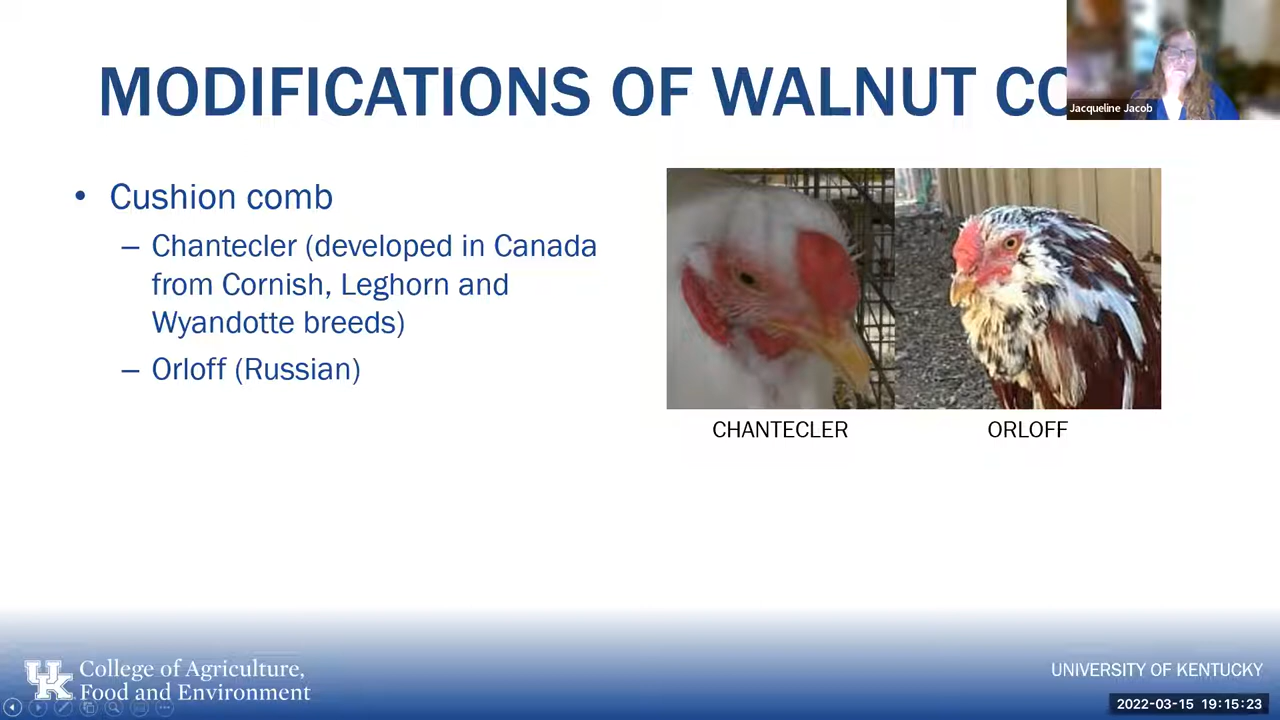 MODIFICATIONS OF WALNUT CO
Jacqueline Jacob
• Cushion comb
– Chantecler (developed in Canada
from Cornish, Leghorn and
Wyandotte breeds)
– Orloff (Russian)
CHANTECLER
ORLOFF
UK College of Agriculture,
Food and Environment
UNIVERSITY OF KENTUCKY
2022-03-15 19:15:23